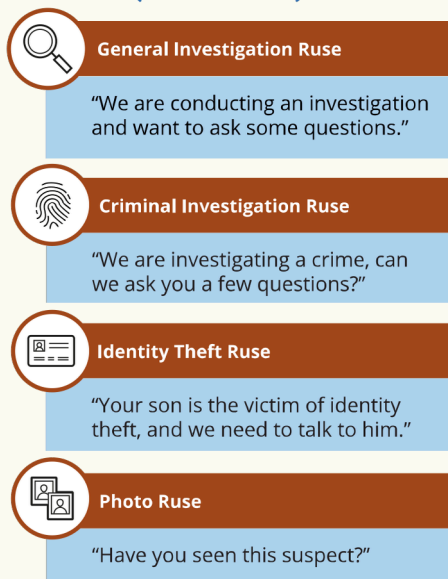 General Investigation Ruse
“We are conducting an investigation
and want to ask some questions.”
Criminal Investigation Ruse
“We are investigating a crime, can
we ask you a few questions?”
Identity Theft Ruse
“Your son is the victim of identity
theft, and we need to talk to him.”
Photo Ruse
“Have you seen this suspect?”